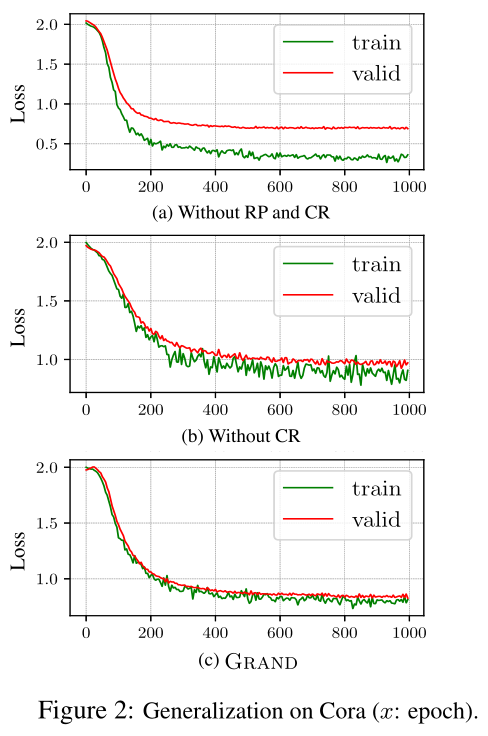 2.0
1.5
1.0
0.5
Loss
train
valid
0 200 400 600 800 1000
(a) Without RP and CR
2.0
1.5
1.0
Loss
train
valid
0 200 400 600 800 1000
(b) Without CR
2.0
1.5
1.0
Loss
train
valid
0 200 400 600 800 1000
(c) GRAND
Figure 2: Generalization on Cora (x: epoch).